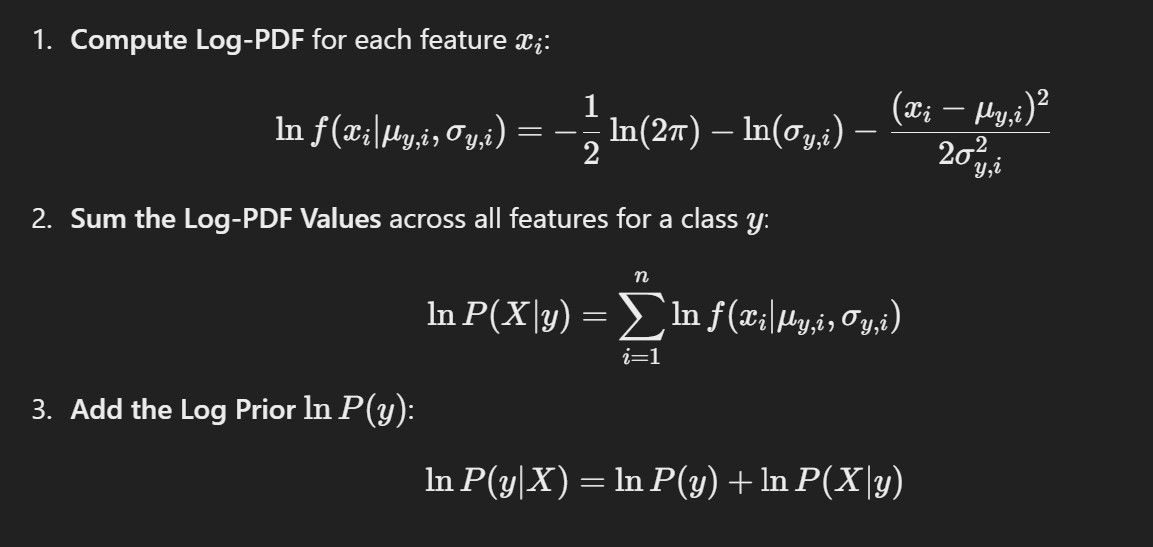 1. Compute Log-PDF for each feature $x_i$:
$\ln f(x_i|\mu_{y,i}, \sigma_{y,i}) = -\frac{1}{2} \ln(2\pi) - \ln(\sigma_{y,i}) - \frac{(x_i - \mu_{y,i})^2}{2\sigma_{y,i}^2}$
2. Sum the Log-PDF Values across all features for a class $y$:
$\ln P(X|y) = \sum_{i=1}^{n} \ln f(x_i|\mu_{y,i}, \sigma_{y,i})$
3. Add the Log Prior $\ln P(y)$:
$\ln P(y|X) = \ln P(y) + \ln P(X|y)$